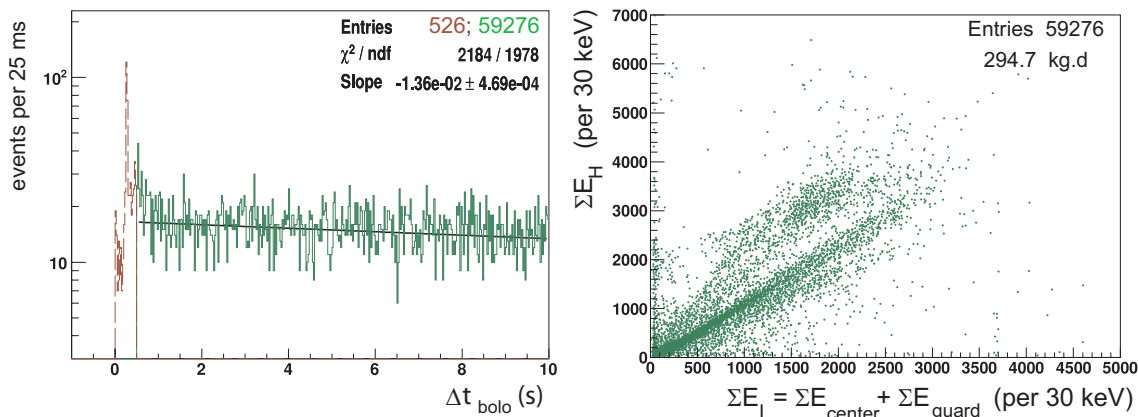 Entries 526; 59276
χ² / ndf 2184 / 1978
Slope -1.36e-02 ± 4.69e-04
events per 25 ms
10²
10
0 2 4 6 8 10
Δt bolo (s)
Entries 59276
294.7 kg.d
ΣE_H (per 30 keV)
7000
6000
5000
4000
3000
2000
1000
0
0 500 1000 1500 2000 2500 3000 3500 4000 4500 5000
ΣE_I = ΣE_center + ΣE_guard (per 30 keV)